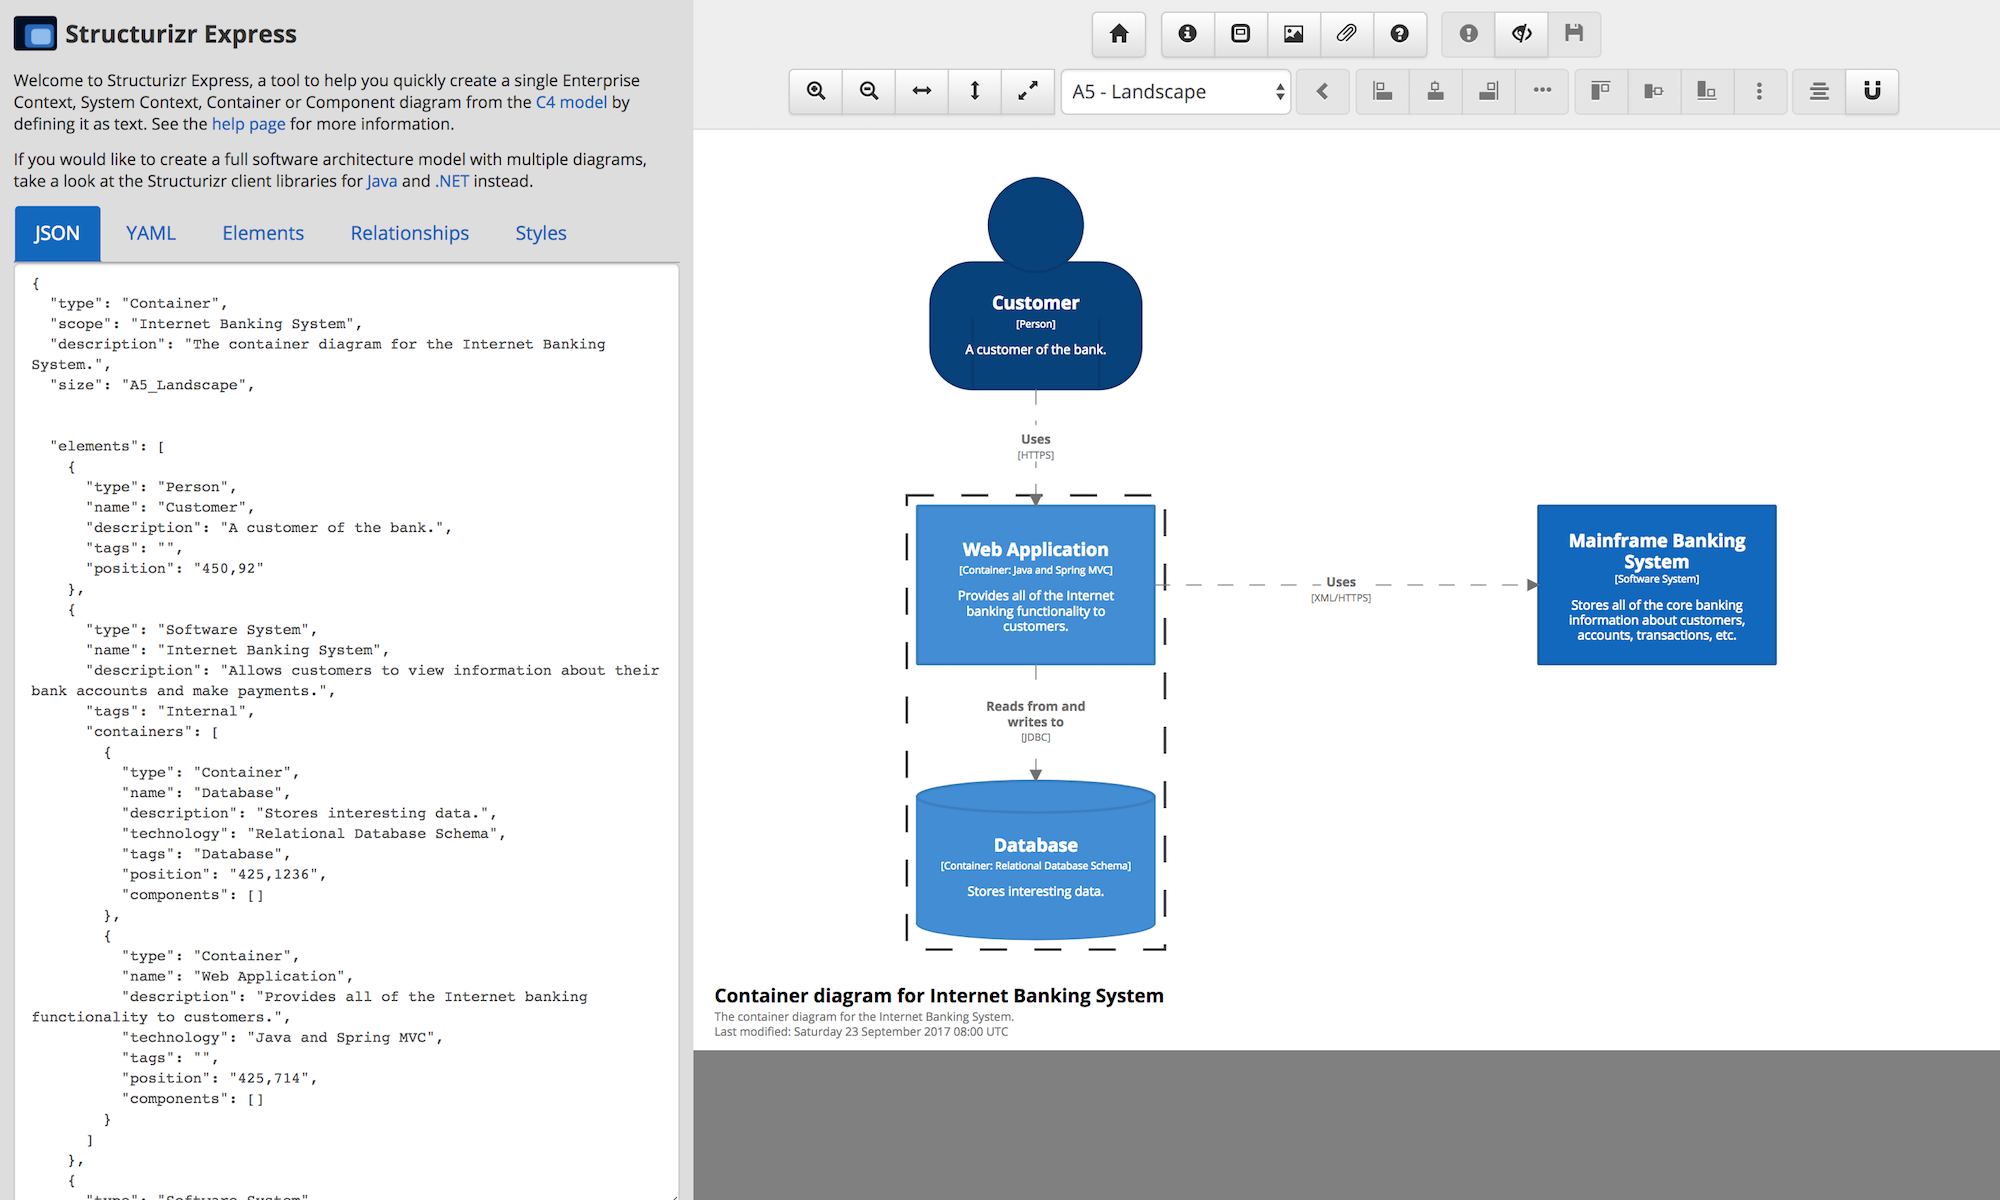 Structurizr Express
Welcome to Structurizr Express, a tool to help you quickly create a single Enterprise
Context, System Context, Container or Component diagram from the C4 model by
defining it as text. See the help page for more information.
If you would like to create a full software architecture model with multiple diagrams,
take a look at the Structurizr client libraries for Java and .NET instead.
JSON YAML Elements Relationships Styles
{
"type": "Container",
"scope": "Internet Banking System",
"description": "The container diagram for the Internet Banking
System.",
"size": "A5_Landscape",
"elements": [
{
"type": "Person",
"name": "Customer",
"description": "A customer of the bank.",
"tags": "",
"position": "450,92"
},
{
"type": "Software System",
"name": "Internet Banking System",
"description": "Allows customers to view information about their
bank accounts and make payments.",
"tags": "Internal",
"containers": [
{
"type": "Container",
"name": "Database",
"description": "Stores interesting data.",
"technology": "Relational Database Schema",
"tags": "Database",
"position": "425,1236",
"components": []
},
{
"type": "Container",
"name": "Web Application",
"description": "Provides all of the Internet banking
functionality to customers.",
"technology": "Java and Spring MVC",
"tags": "",
"position": "425,714",
"components": []
}
]
},
{
"type": "Software System"
A5 - Landscape
Customer
[Person]
A customer of the bank.
Uses
[HTTPS]
Web Application
[Container: Java and Spring MVC]
Provides all of the Internet
banking functionality to
customers.
Uses
[XML/HTTPS]
Mainframe Banking
System
[Software System]
Stores all of the core banking
information about customers,
accounts, transactions, etc.
Reads from and
writes to
[JDBC]
Database
[Container: Relational Database Schema]
Stores interesting data.
Container diagram for Internet Banking System
The container diagram for the Internet Banking System.
Last modified: Saturday 23 September 2017 08:00 UTC